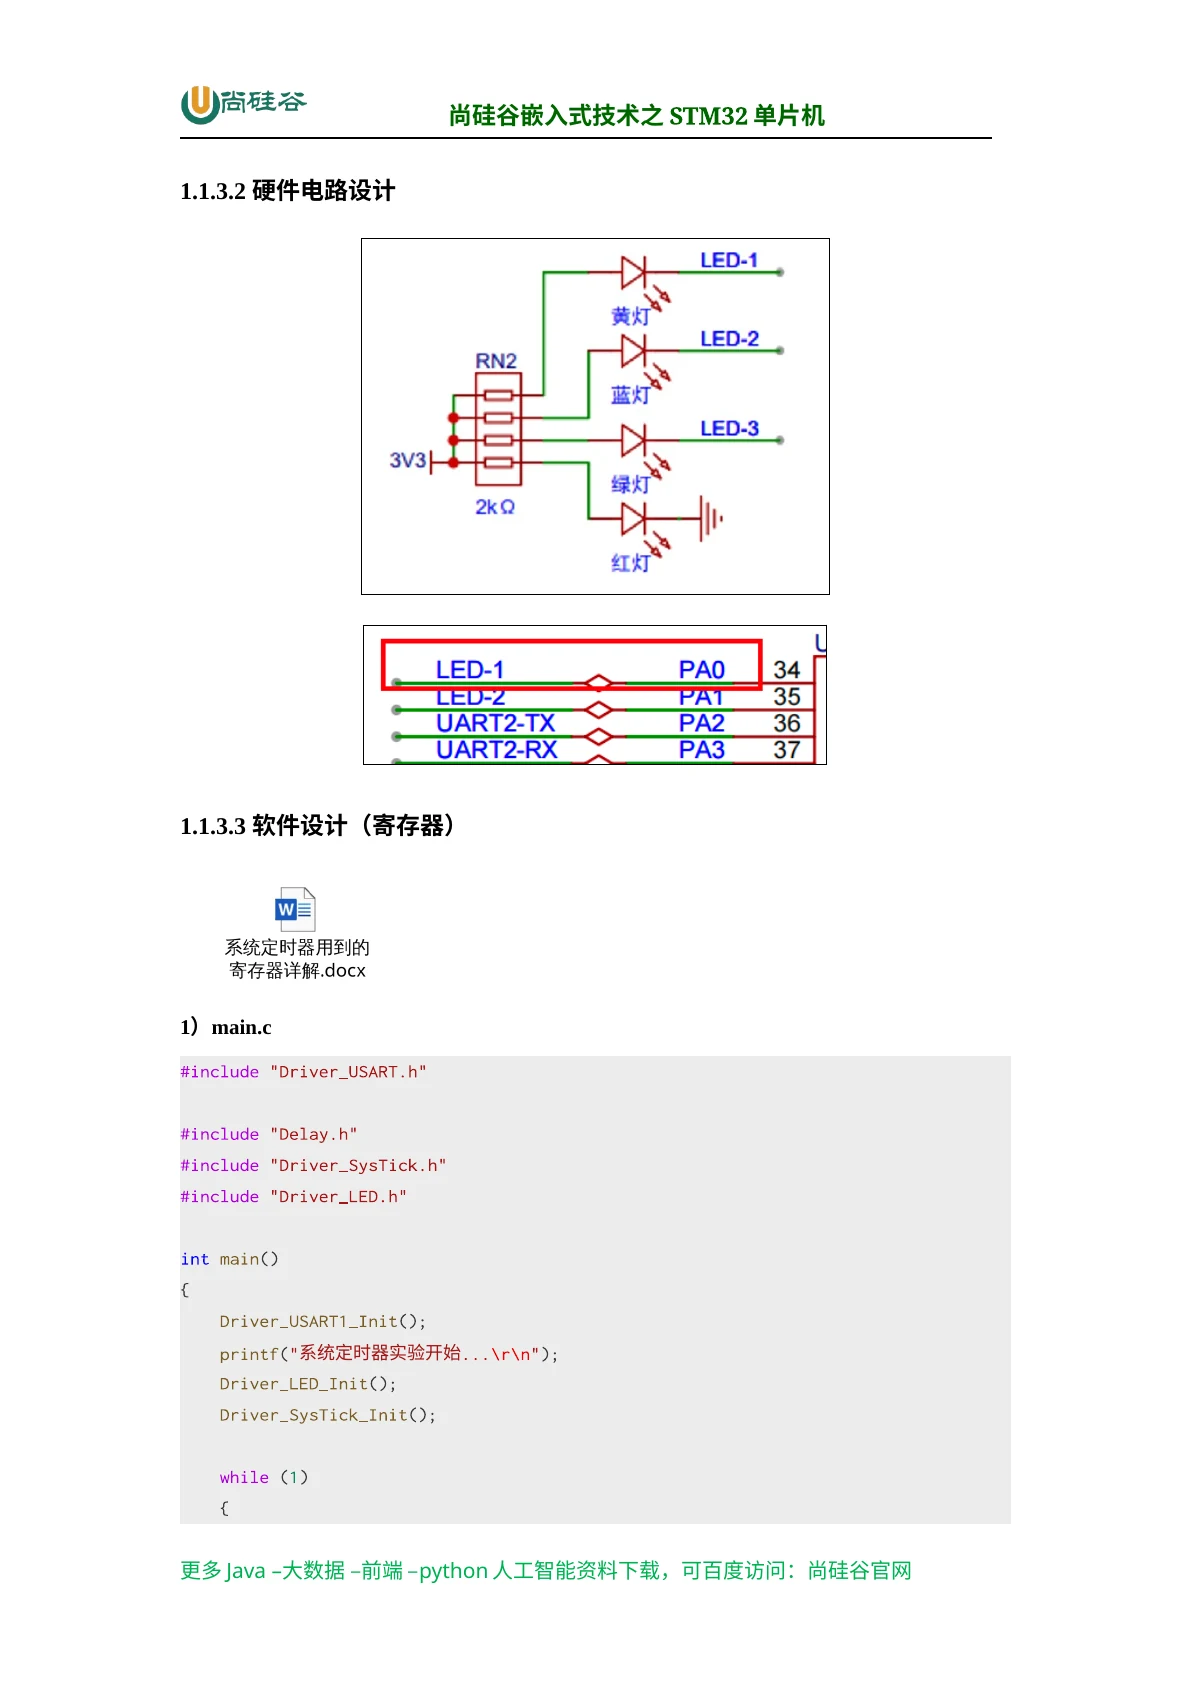 尚硅谷
尚硅谷嵌入式技术之 STM32 单片机
1.1.3.2 硬件电路设计
LED-1
黄灯
LED-2
RN2
蓝灯
LED-3
3V3
绿灯
2kΩ
红灯
U
LED-1 PA0 34
LED-2 PA1 35
UART2-TX PA2 36
UART2-RX PA3 37
1.1.3.3 软件设计（寄存器）
W
系统定时器用到的
寄存器详解.docx
1）main.c
#include "Driver_USART.h"
#include "Delay.h"
#include "Driver_SysTick.h"
#include "Driver_LED.h"
int main()
{
    Driver_USART1_Init();
    printf("系统定时器实验开始...\r\n");
    Driver_LED_Init();
    Driver_SysTick_Init();
    while (1)
    {
更多 Java –大数据 –前端 –python 人工智能资料下载，可百度访问：尚硅谷官网